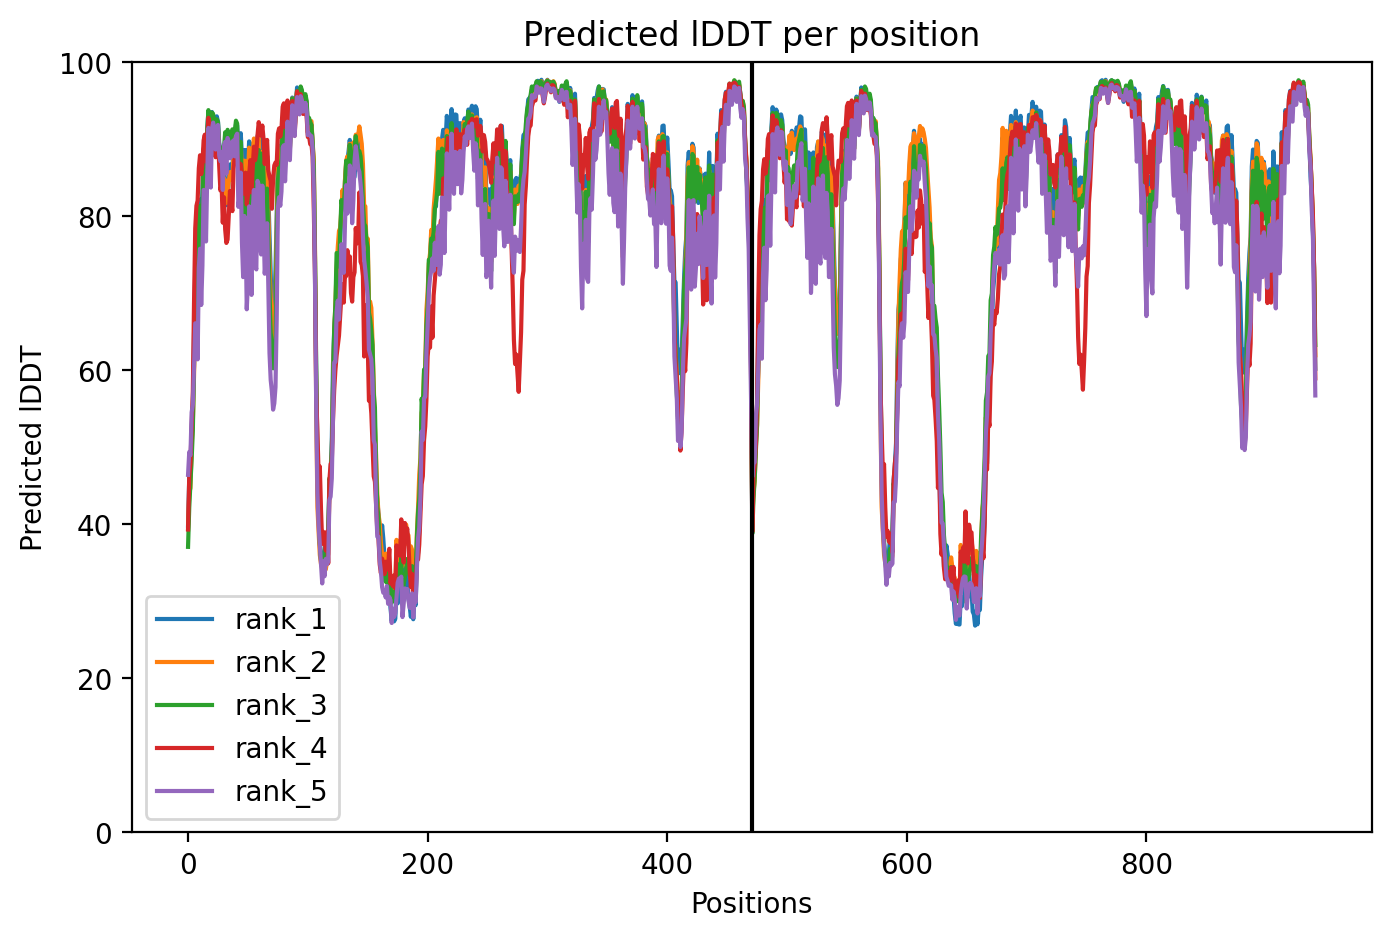 Predicted lDDT per position
Predicted lDDT
100
80
60
40
20
0
rank_1
rank_2
rank_3
rank_4
rank_5
0
200
400
600
800
Positions